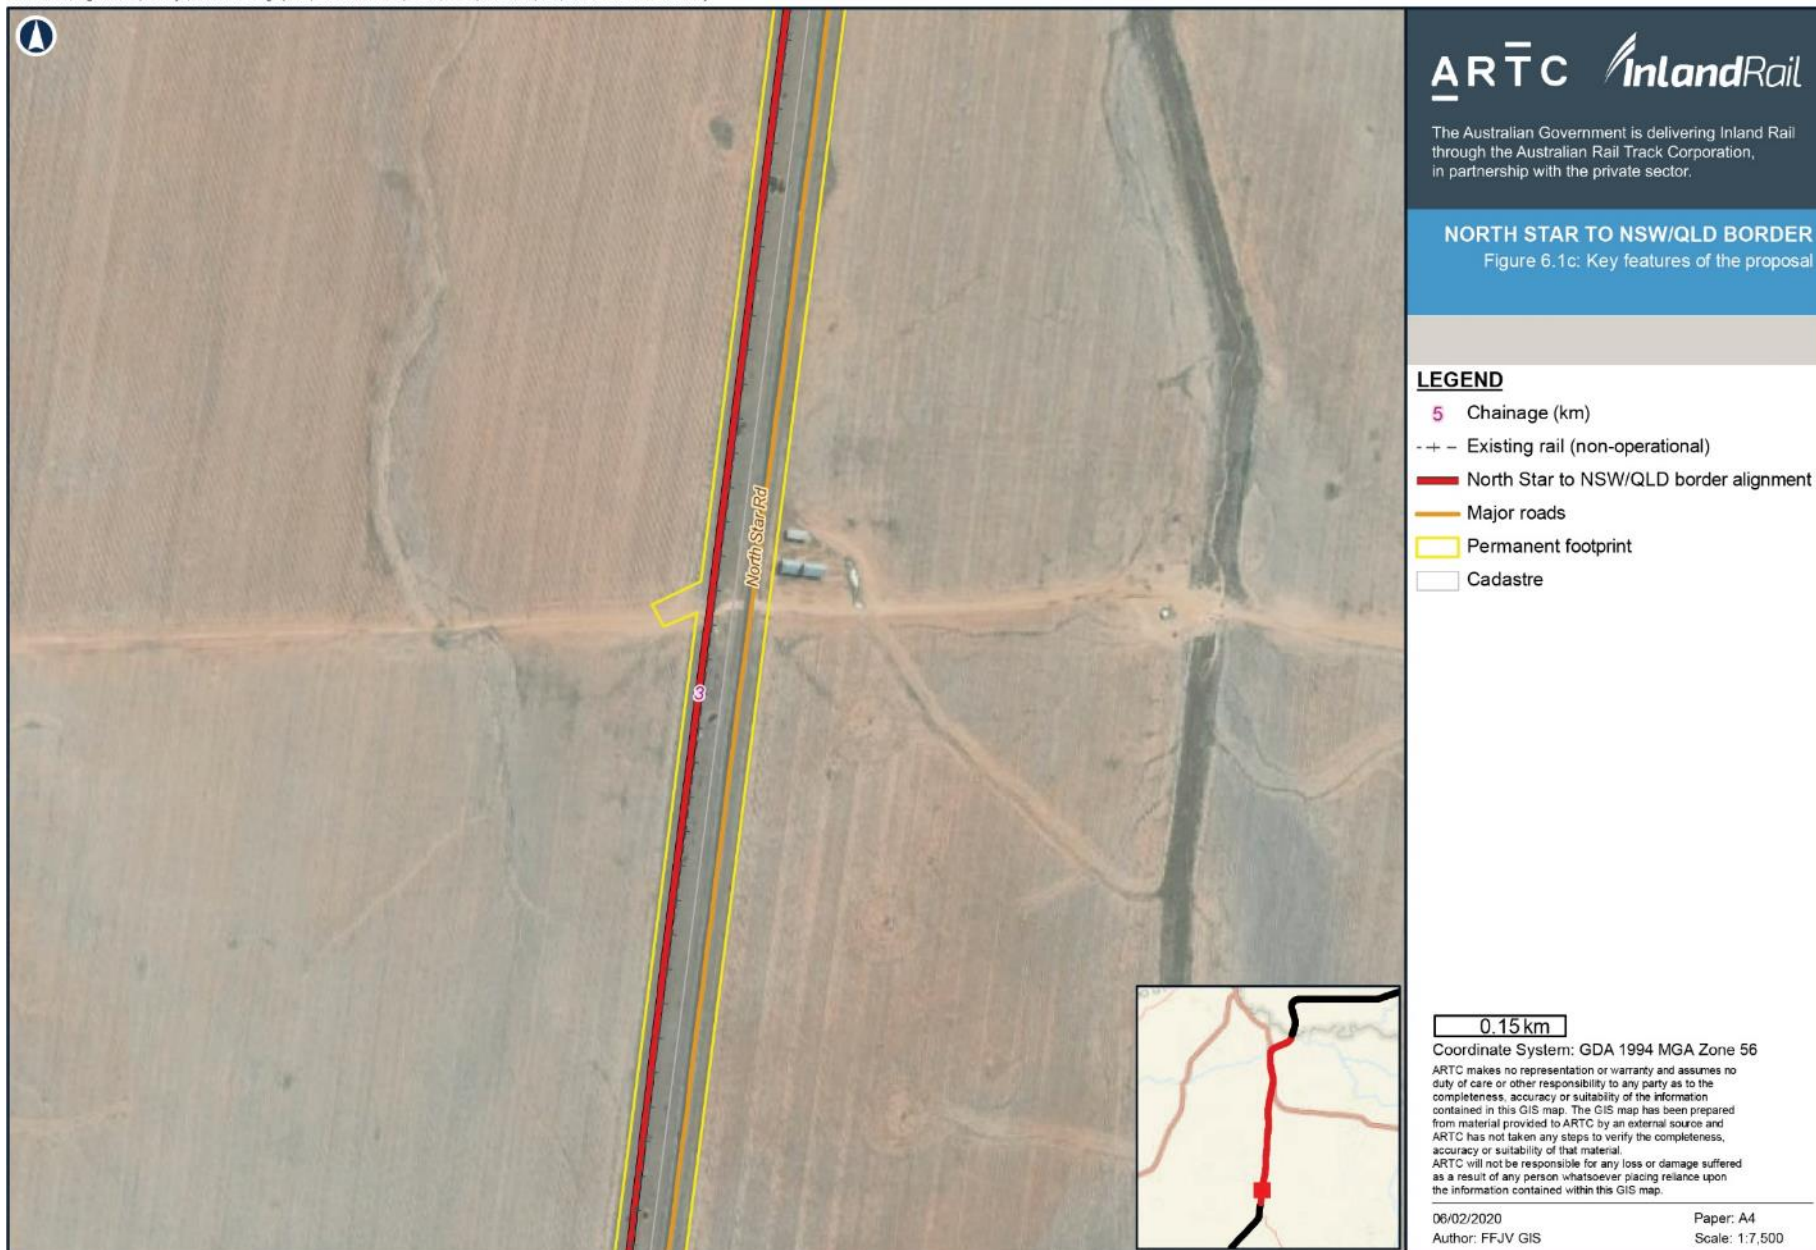 ARTC InlandRail
The Australian Government is delivering Inland Rail
through the Australian Rail Track Corporation,
in partnership with the private sector.
NORTH STAR TO NSW/QLD BORDER
Figure 6.1c: Key features of the proposal
LEGEND
5 Chainage (km)
Existing rail (non-operational)
North Star to NSW/QLD border alignment
Major roads
Permanent footprint
Cadastre
North Star Rd
3
0.15 km
Coordinate System: GDA 1994 MGA Zone 56
ARTC makes no representation or warranty and assumes no
duty of care or other responsibility to any party as to the
completeness, accuracy or suitability of the information
contained in this GIS map. The GIS map has been prepared
from material provided to ARTC by an external source and
ARTC has not taken any steps to verify the completeness,
accuracy or suitability of that material.
ARTC will not be responsible for any loss or damage suffered
as a result of any person whatsoever placing reliance upon
the information contained within this GIS map.
06/02/2020 Paper: A4
Author: FFJV GIS Scale: 1:7,500